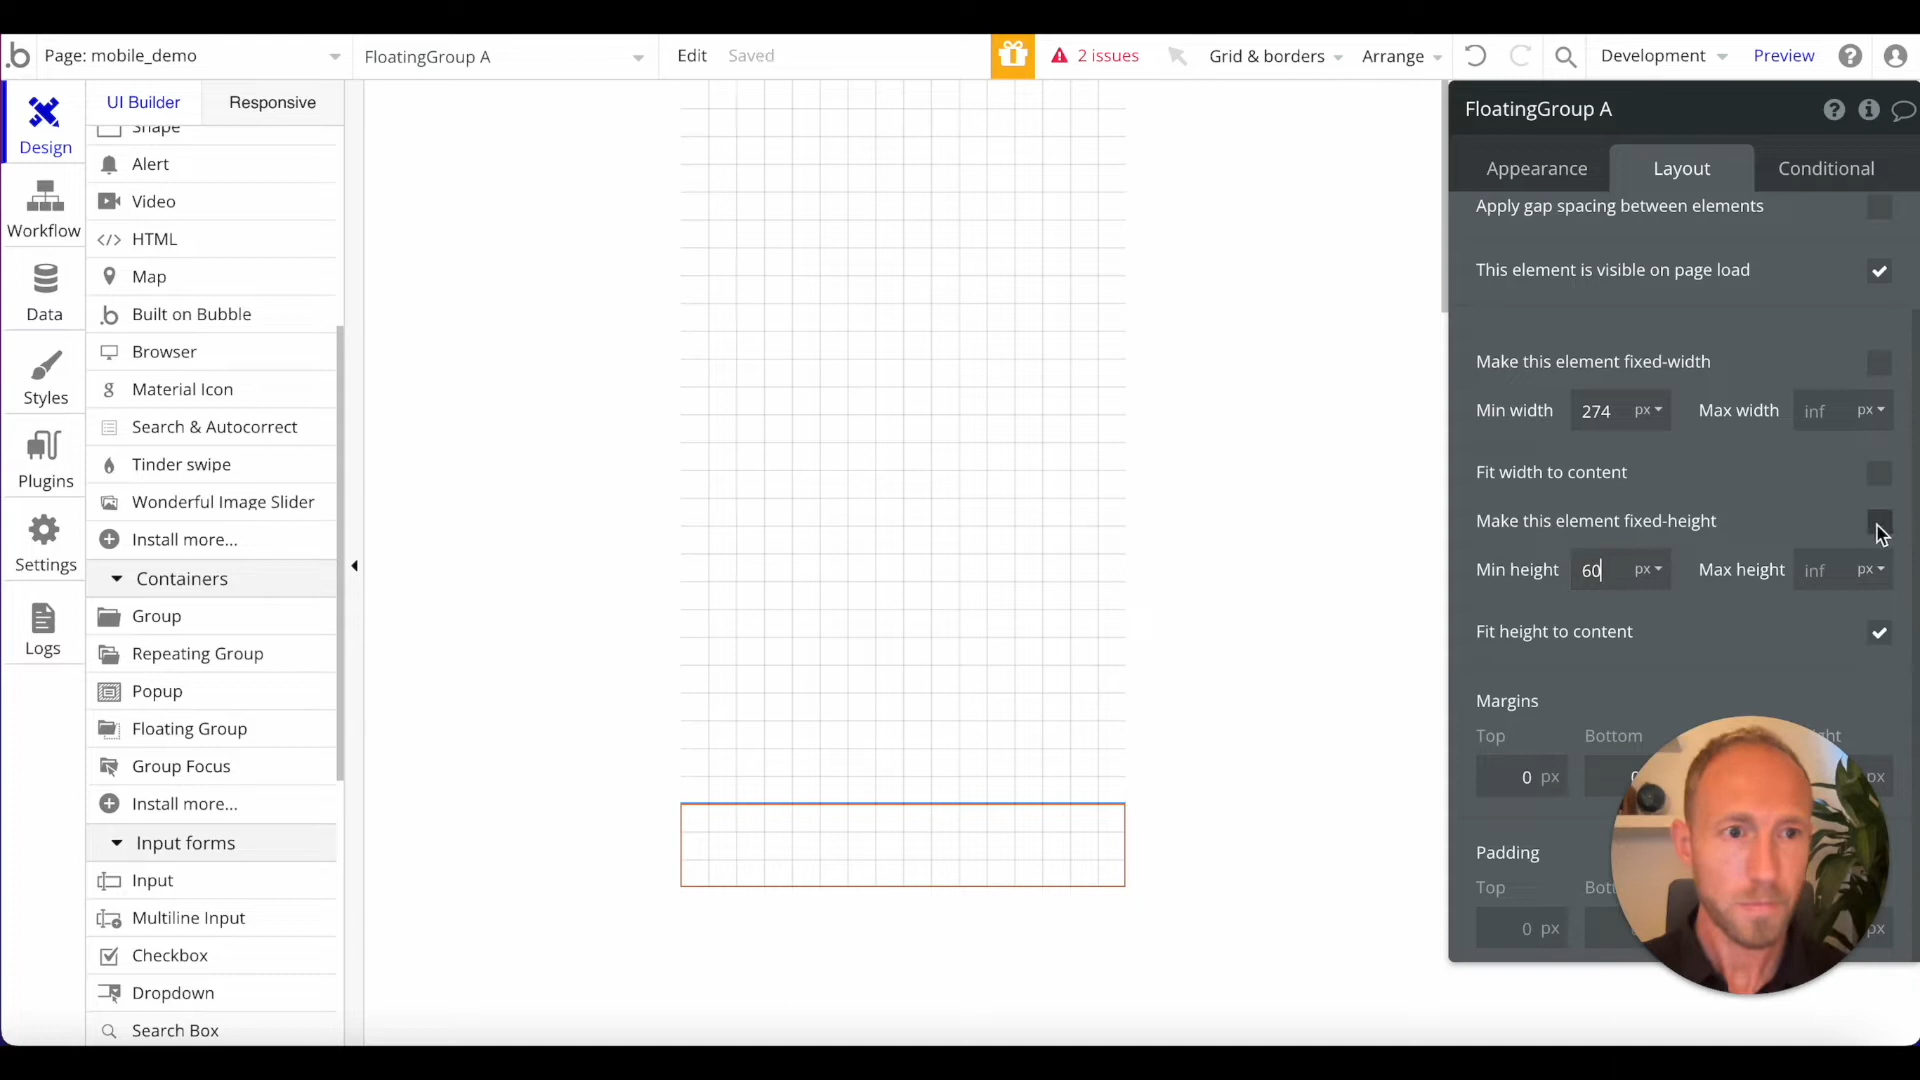 b Page: mobile_demo FloatingGroup A Edit Saved 2 issues Grid & borders Arrange Development Preview ?
UI Builder Responsive
Design
Workflow
Data
Styles
Plugins
Settings
Logs
Shape
Alert
Video
</> HTML
Map
b Built on Bubble
Browser
g Material Icon
Search & Autocorrect
Tinder swipe
Wonderful Image Slider
Install more...
Containers
Group
Repeating Group
Popup
Floating Group
Group Focus
Install more...
Input forms
Input
Multiline Input
Checkbox
Dropdown
Search Box
FloatingGroup A ? i
Appearance Layout Conditional
Apply gap spacing between elements
This element is visible on page load
Make this element fixed-width
Min width 274 px Max width inf px
Fit width to content
Make this element fixed-height
Min height 60 px Max height inf px
Fit height to content
Margins
Top Bottom
0 px px
Padding
Top
0 px px